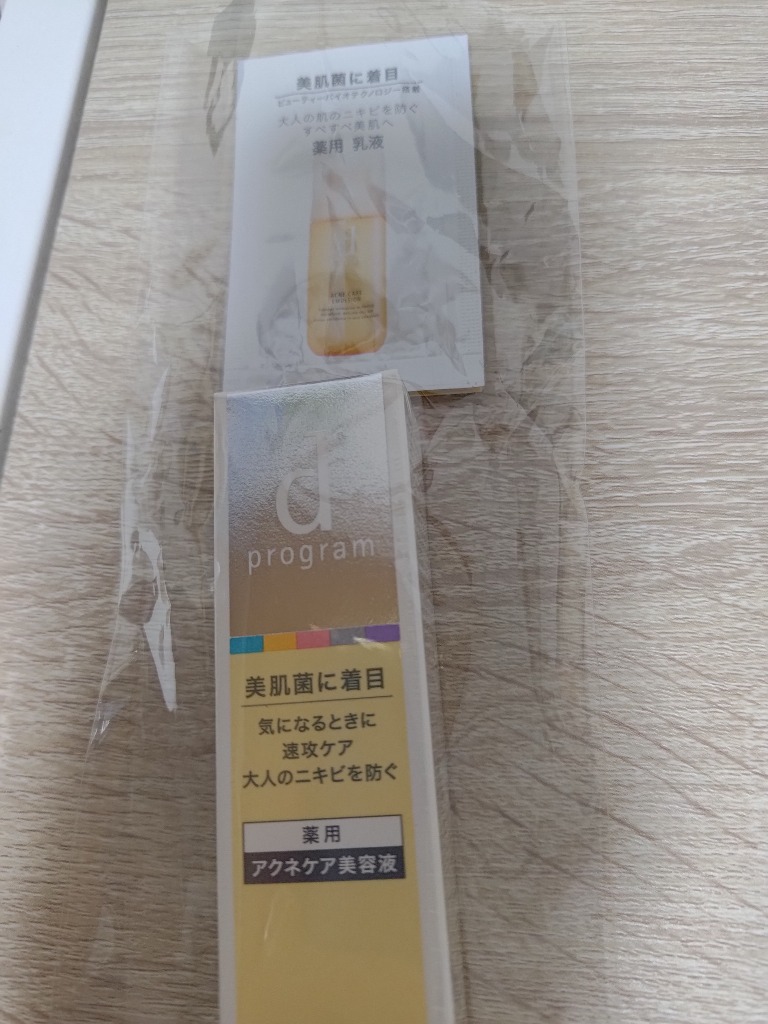 美肌菌に着目
ビューティーバイオテクノロジー搭載
大人の肌のニキビを防ぐ
すべすべ美肌へ
薬用 乳液
d
program
美肌菌に着目
気になるときに
速攻ケア
大人のニキビを防ぐ
薬用
アクネケア美容液